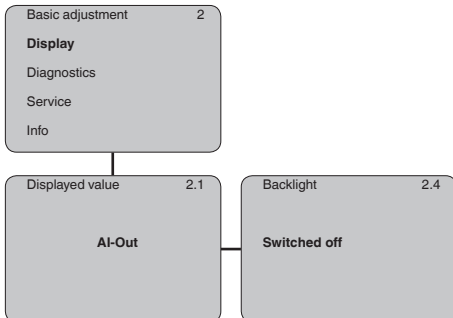 Basic adjustment 2
Display
Diagnostics
Service
Info
Displayed value 2.1
AI-Out
Backlight 2.4
Switched off